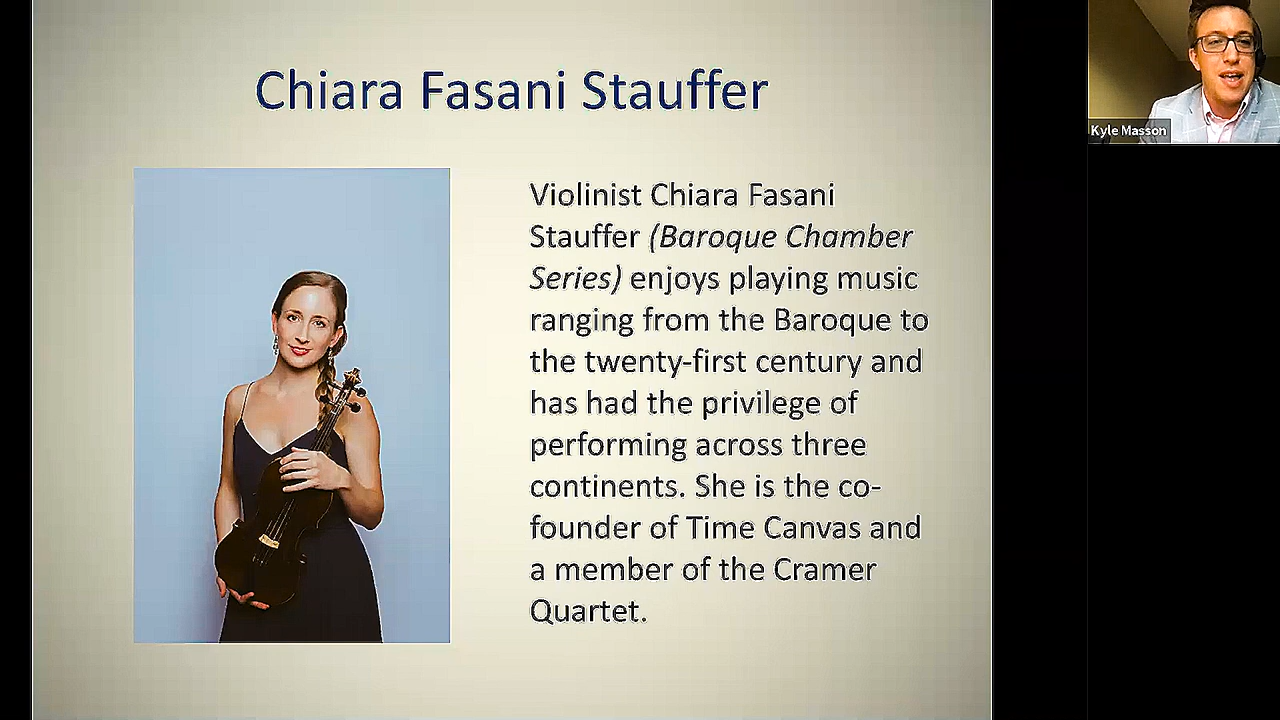 Chiara Fasani Stauffer
Violinist Chiara Fasani
Stauffer (Baroque Chamber
Series) enjoys playing music
ranging from the Baroque to
the twenty-first century and
has had the privilege of
performing across three
continents. She is the co-
founder of Time Canvas and
a member of the Cramer
Quartet.
Kyle Masson